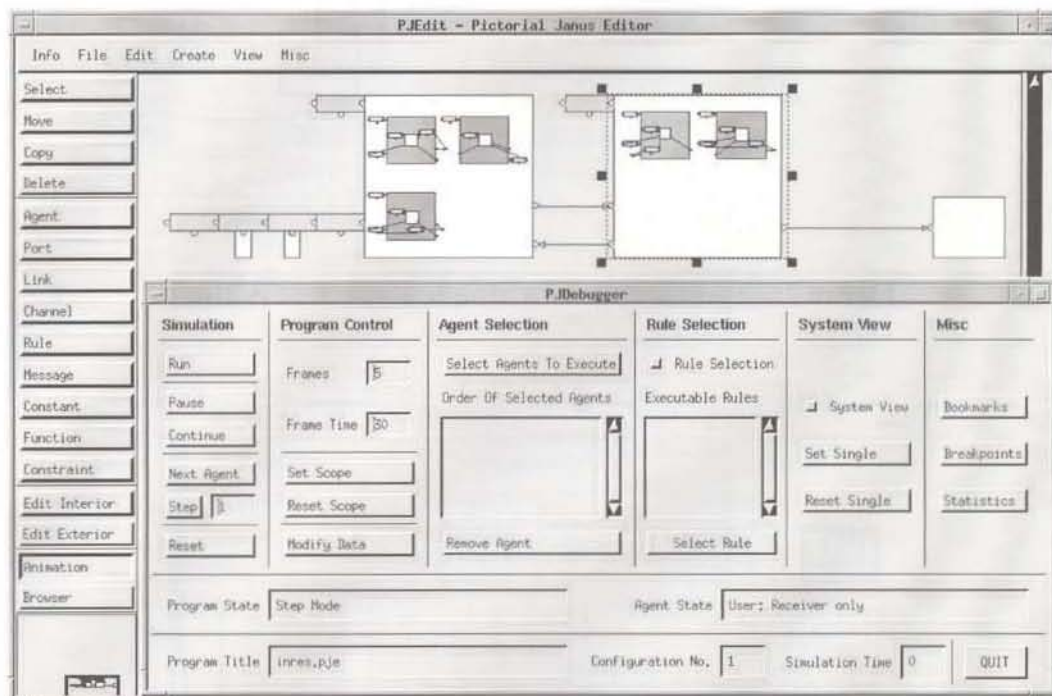 PJEdit - Pictorial Janus Editor
Info File Edit Create View Misc
Select
Move
Copy
Delete
Agent
Port
Link
Channel
Rule
Message
Constant
Function
Constraint
Edit Interior
Edit Exterior
Animation
Browser
PJDebugger
Simulation
Run
Pause
Continue
Next Agent
Step
Reset
Program Control
Frames 5
Frame Time 30
Set Scope
Reset Scope
Modify Data
Agent Selection
Select Agents To Execute
Order Of Selected Agents
Remove Agent
Rule Selection
Rule Selection
Executable Rules
Select Rule
System View
System View
Set Single
Reset Single
Misc
Bookmarks
Breakpoints
Statistics
Program State Step Mode
Agent State User: Receiver only
Program Title inres.pje
Configuration No. 1
Simulation Time 0
QUIT